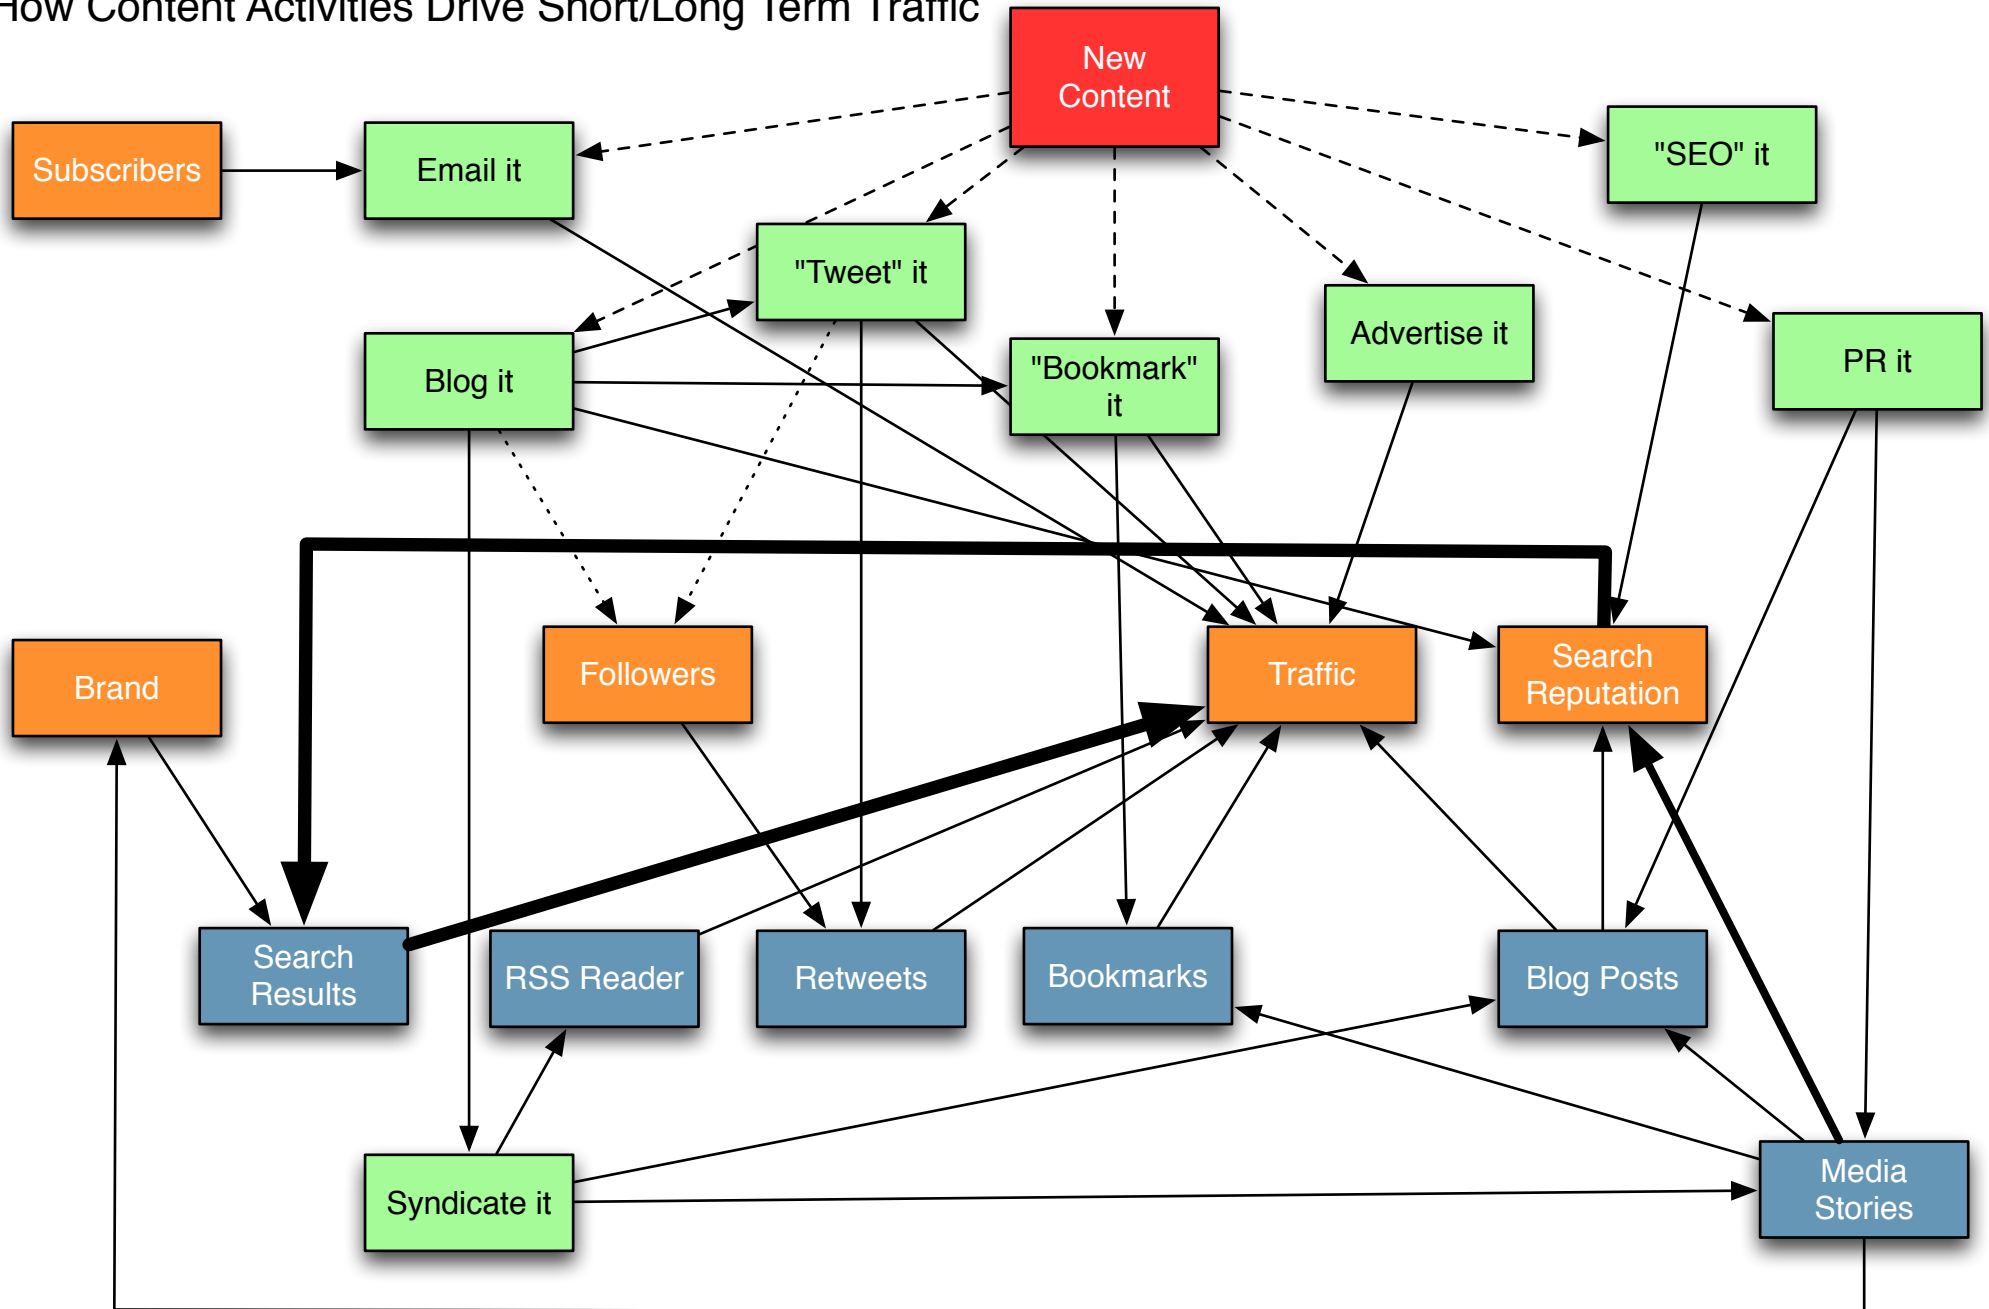 How Content Activities Drive Short/Long Term Traffic
New
Content
Subscribers
Email it
"SEO" it
"Tweet" it
Advertise it
PR it
Blog it
"Bookmark"
it
Brand
Followers
Traffic
Search
Reputation
Search
Results
RSS Reader
Retweets
Bookmarks
Blog Posts
Syndicate it
Media
Stories